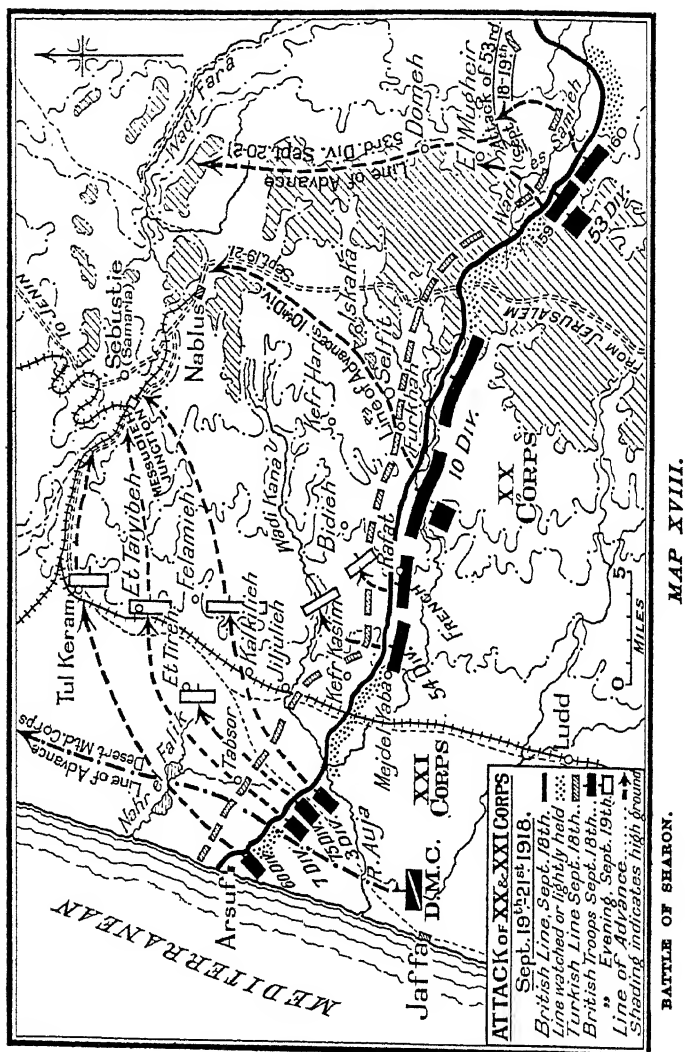 MEDITERRANEAN
Arsuf
Jaffa
Nahr el Falik
Tabsor
R. Auja
60 DIV.
7 DIV.
75 DIV.
3 DIV.
D.M.C.
XXI
CORPS
Line of Advance
Desert Mtd. Corps
Tul Keram
Et Taiyibeh
Et Tireh
Felamieh
Kalkilieh
Jijulieh
Kefr Kasim
Mejdel Yaba
Ludd
TO JENIN
Sebustie
(Samaria)
MESSUDIE
JUNCTION
Nablus
Wadi Kana
Bidieh
Kefr Haris
Iskaka
Selfit
Furkhah
Rafat
FRENCH
54 Div.
10 DIV.
XX
CORPS
Line of Advance 10th DIV. Sept. 19-21.
Wadi Fara
Line of Advance
53rd. Div. Sept. 20-21
Domeh
El Mugheir
Attack of 53rd
(Sept.) 18-19th
Wadi
Samieh
159
160
53 DIV.
FROM JERUSALEM
0 5
MILES
ATTACK OF XX & XXI CORPS
Sept. 19th-21st 1918.
British Line, Sept. 18th.
Line watched or lightly held
Turkish Line Sept. 18th.
British Troops Sept. 18th.
„ Evening, Sept. 19th.
Line of Advance
Shading indicates high ground
BATTLE OF SHARON.
MAP XVIII.